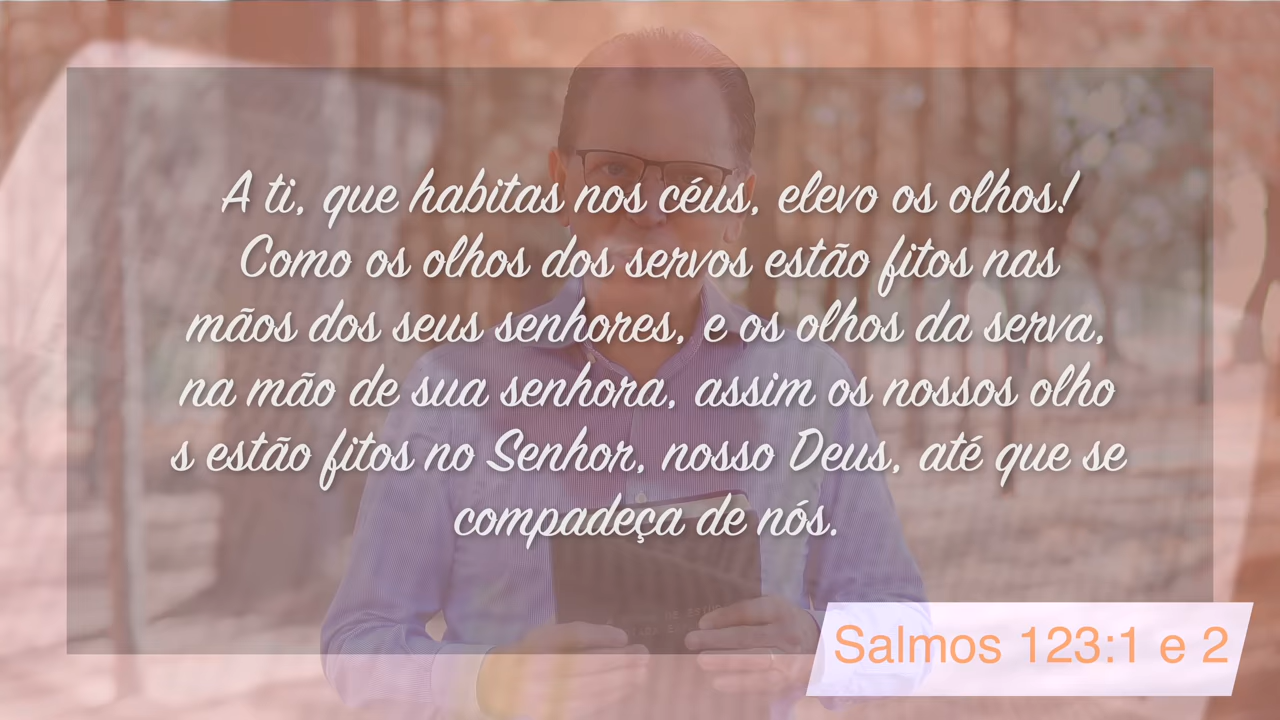 A ti, que habitas nos céus, elevo os olhos!
Como os olhos dos servos estão fitos nas
mãos dos seus senhores, e os olhos da serva,
na mão de sua senhora, assim os nossos olho
s estão fitos no Senhor, nosso Deus, até que se
compadeça de nós.
Salmos 123:1 e 2